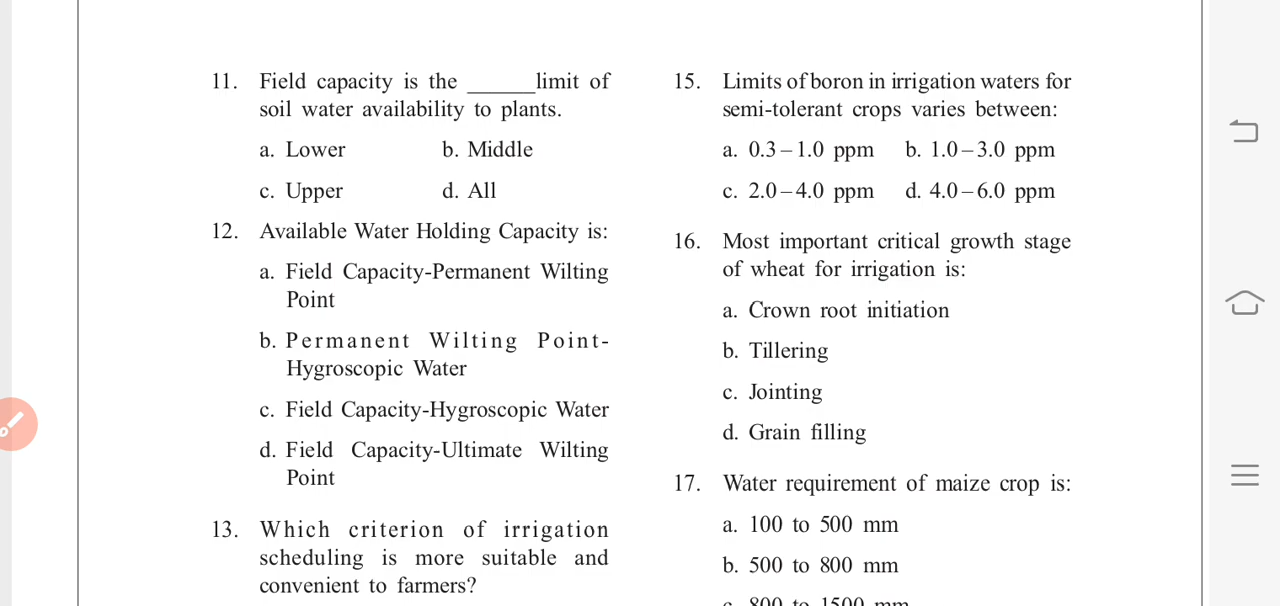 11. Field capacity is the ______limit of
soil water availability to plants.
a. Lower b. Middle
c. Upper d. All
12. Available Water Holding Capacity is:
a. Field Capacity-Permanent Wilting
Point
b. Permanent Wilting Point-
Hygroscopic Water
c. Field Capacity-Hygroscopic Water
d. Field Capacity-Ultimate Wilting
Point
13. Which criterion of irrigation
scheduling is more suitable and
convenient to farmers?
15. Limits of boron in irrigation waters for
semi-tolerant crops varies between:
a. 0.3–1.0 ppm b. 1.0–3.0 ppm
c. 2.0–4.0 ppm d. 4.0–6.0 ppm
16. Most important critical growth stage
of wheat for irrigation is:
a. Crown root initiation
b. Tillering
c. Jointing
d. Grain filling
17. Water requirement of maize crop is:
a. 100 to 500 mm
b. 500 to 800 mm
c. 800 to 1500 mm